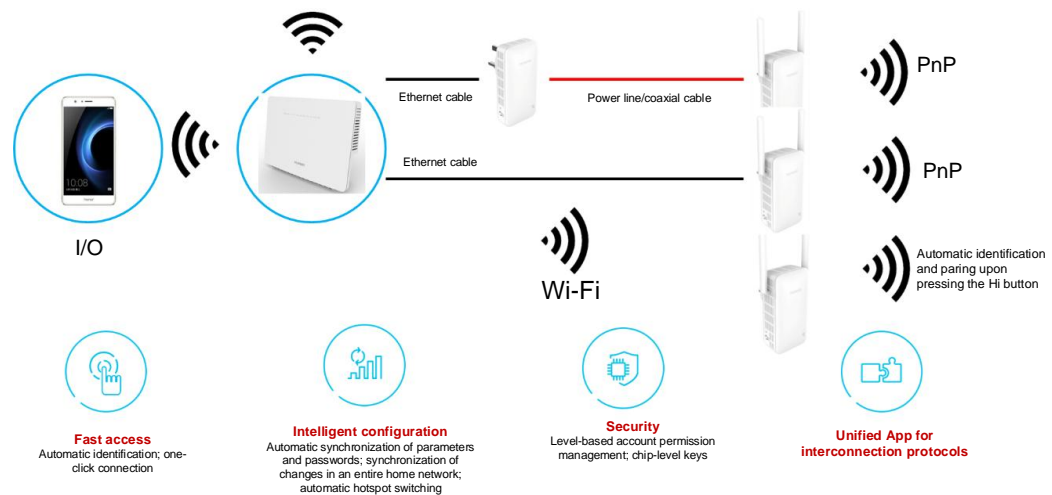 PnP
Ethernet cable
Power line/coaxial cable
Ethernet cable
PnP
10:08
I/O
Wi-Fi
Automatic identification
and paring upon
pressing the Hi button
Fast access
Automatic identification; one-
click connection
Intelligent configuration
Automatic synchronization of parameters
and passwords; synchronization of
changes in an entire home network;
automatic hotspot switching
Security
Level-based account permission
management; chip-level keys
Unified App for
interconnection protocols